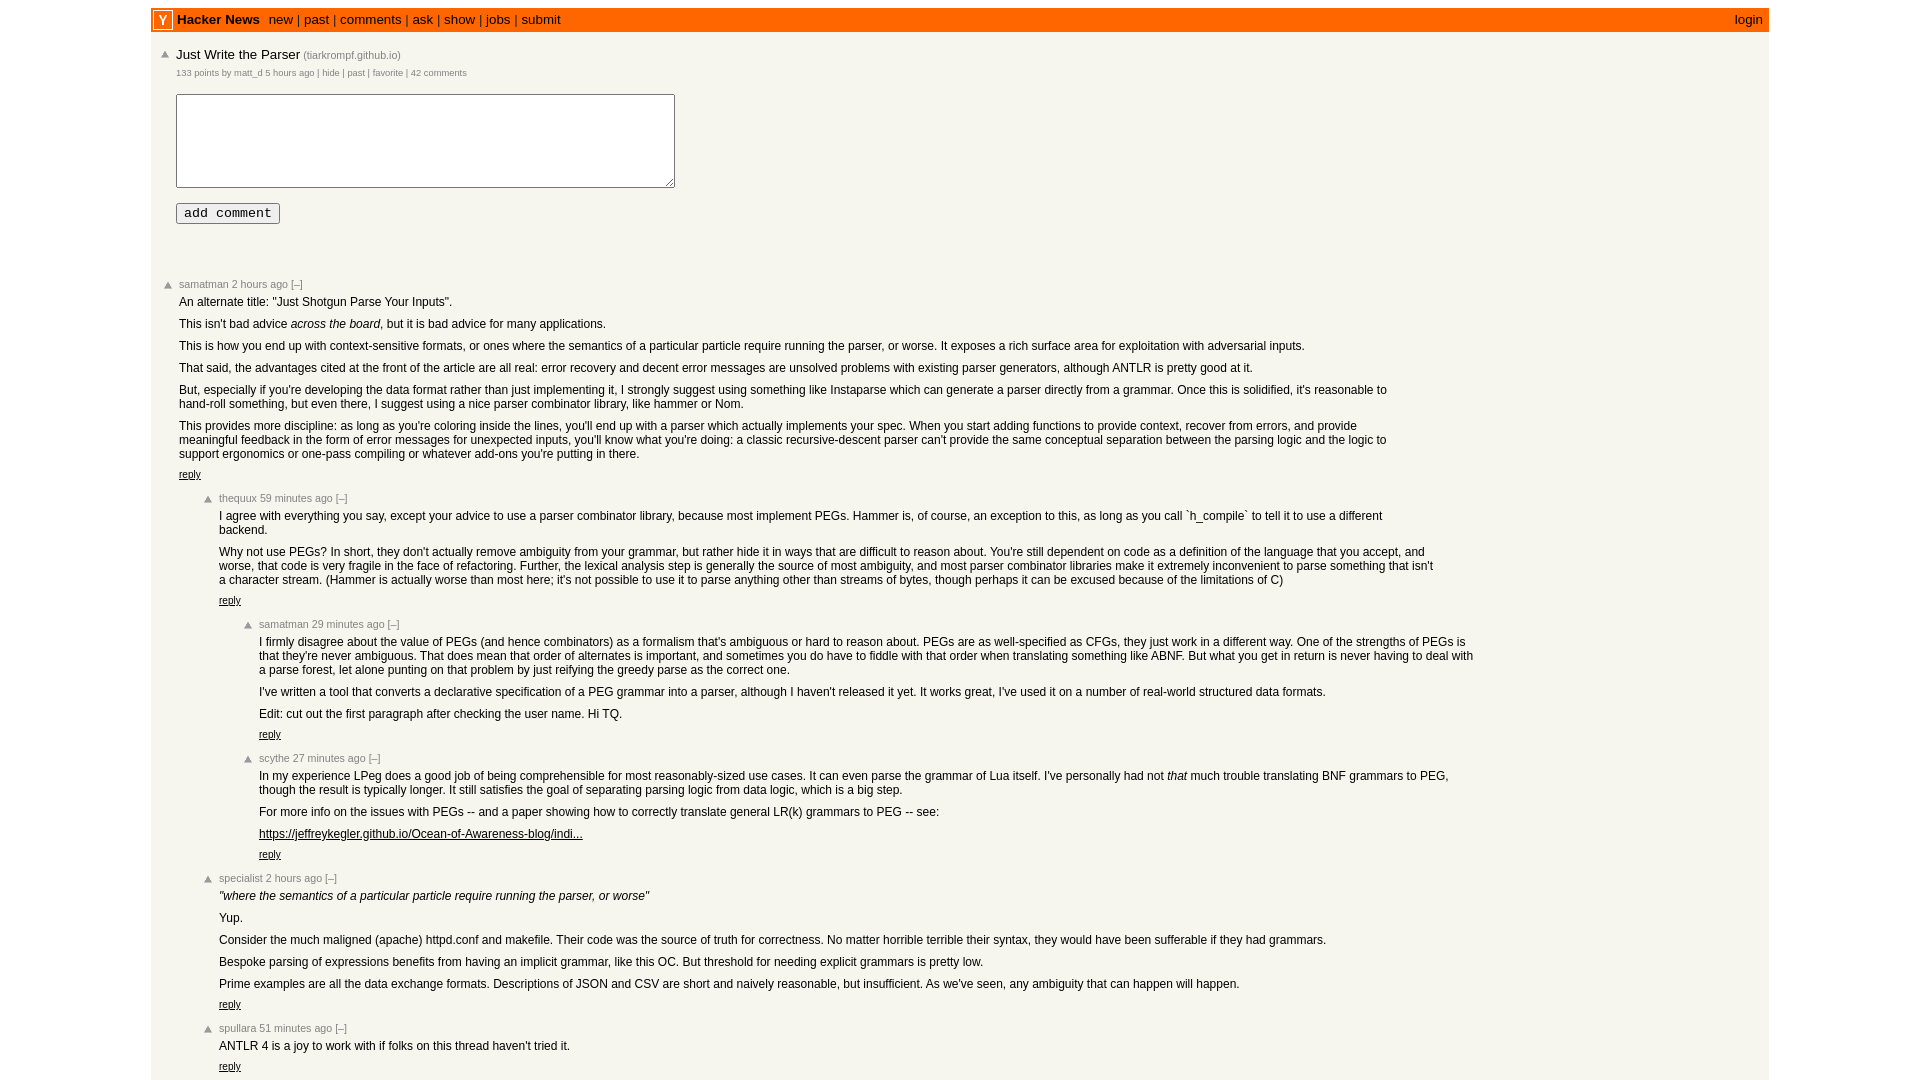 Y Hacker News new | past | comments | ask | show | jobs | submit login
Just Write the Parser (tiarkrompf.github.io)
133 points by matt_d 5 hours ago | hide | past | favorite | 42 comments
add comment
samatman 2 hours ago [–]
An alternate title: "Just Shotgun Parse Your Inputs".
This isn't bad advice across the board, but it is bad advice for many applications.
This is how you end up with context-sensitive formats, or ones where the semantics of a particular particle require running the parser, or worse. It exposes a rich surface area for exploitation with adversarial inputs.
That said, the advantages cited at the front of the article are all real: error recovery and decent error messages are unsolved problems with existing parser generators, although ANTLR is pretty good at it.
But, especially if you're developing the data format rather than just implementing it, I strongly suggest using something like Instaparse which can generate a parser directly from a grammar. Once this is solidified, it's reasonable to
hand-roll something, but even there, I suggest using a nice parser combinator library, like hammer or Nom.
This provides more discipline: as long as you're coloring inside the lines, you'll end up with a parser which actually implements your spec. When you start adding functions to provide context, recover from errors, and provide
meaningful feedback in the form of error messages for unexpected inputs, you'll know what you're doing: a classic recursive-descent parser can't provide the same conceptual separation between the parsing logic and the logic to
support ergonomics or one-pass compiling or whatever add-ons you're putting in there.
reply
thequux 59 minutes ago [–]
I agree with everything you say, except your advice to use a parser combinator library, because most implement PEGs. Hammer is, of course, an exception to this, as long as you call `h_compile` to tell it to use a different
backend.
Why not use PEGs? In short, they don't actually remove ambiguity from your grammar, but rather hide it in ways that are difficult to reason about. You're still dependent on code as a definition of the language that you accept, and
worse, that code is very fragile in the face of refactoring. Further, the lexical analysis step is generally the source of most ambiguity, and most parser combinator libraries make it extremely inconvenient to parse something that isn't
a character stream. (Hammer is actually worse than most here; it's not possible to use it to parse anything other than streams of bytes, though perhaps it can be excused because of the limitations of C)
reply
samatman 29 minutes ago [–]
I firmly disagree about the value of PEGs (and hence combinators) as a formalism that's ambiguous or hard to reason about. PEGs are as well-specified as CFGs, they just work in a different way. One of the strengths of PEGs is
that they're never ambiguous. That does mean that order of alternates is important, and sometimes you do have to fiddle with that order when translating something like ABNF. But what you get in return is never having to deal with
a parse forest, let alone punting on that problem by just reifying the greedy parse as the correct one.
I've written a tool that converts a declarative specification of a PEG grammar into a parser, although I haven't released it yet. It works great, I've used it on a number of real-world structured data formats.
Edit: cut out the first paragraph after checking the user name. Hi TQ.
reply
scythe 27 minutes ago [–]
In my experience LPeg does a good job of being comprehensible for most reasonably-sized use cases. It can even parse the grammar of Lua itself. I've personally had not that much trouble translating BNF grammars to PEG,
though the result is typically longer. It still satisfies the goal of separating parsing logic from data logic, which is a big step.
For more info on the issues with PEGs -- and a paper showing how to correctly translate general LR(k) grammars to PEG -- see:
https://jeffreykegler.github.io/Ocean-of-Awareness-blog/indi...
reply
specialist 2 hours ago [–]
"where the semantics of a particular particle require running the parser, or worse"
Yup.
Consider the much maligned (apache) httpd.conf and makefile. Their code was the source of truth for correctness. No matter horrible terrible their syntax, they would have been sufferable if they had grammars.
Bespoke parsing of expressions benefits from having an implicit grammar, like this OC. But threshold for needing explicit grammars is pretty low.
Prime examples are all the data exchange formats. Descriptions of JSON and CSV are short and naively reasonable, but insufficient. As we've seen, any ambiguity that can happen will happen.
reply
spullara 51 minutes ago [–]
ANTLR 4 is a joy to work with if folks on this thread haven't tried it.
reply